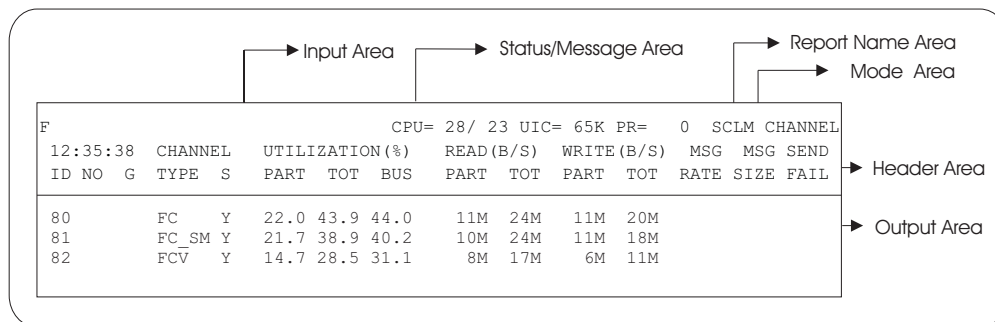 Input Area
Status/Message Area
Report Name Area
Mode Area
F CPU= 28/ 23 UIC= 65K PR= 0 SCLM CHANNEL
12:35:38 CHANNEL UTILIZATION(%) READ(B/S) WRITE(B/S) MSG MSG SEND
ID NO G TYPE S PART TOT BUS PART TOT PART TOT RATE SIZE FAIL
Header Area
80 FC Y 22.0 43.9 44.0 11M 24M 11M 20M
Output Area
81 FC_SM Y 21.7 38.9 40.2 10M 24M 11M 18M
82 FCV Y 14.7 28.5 31.1 8M 17M 6M 11M